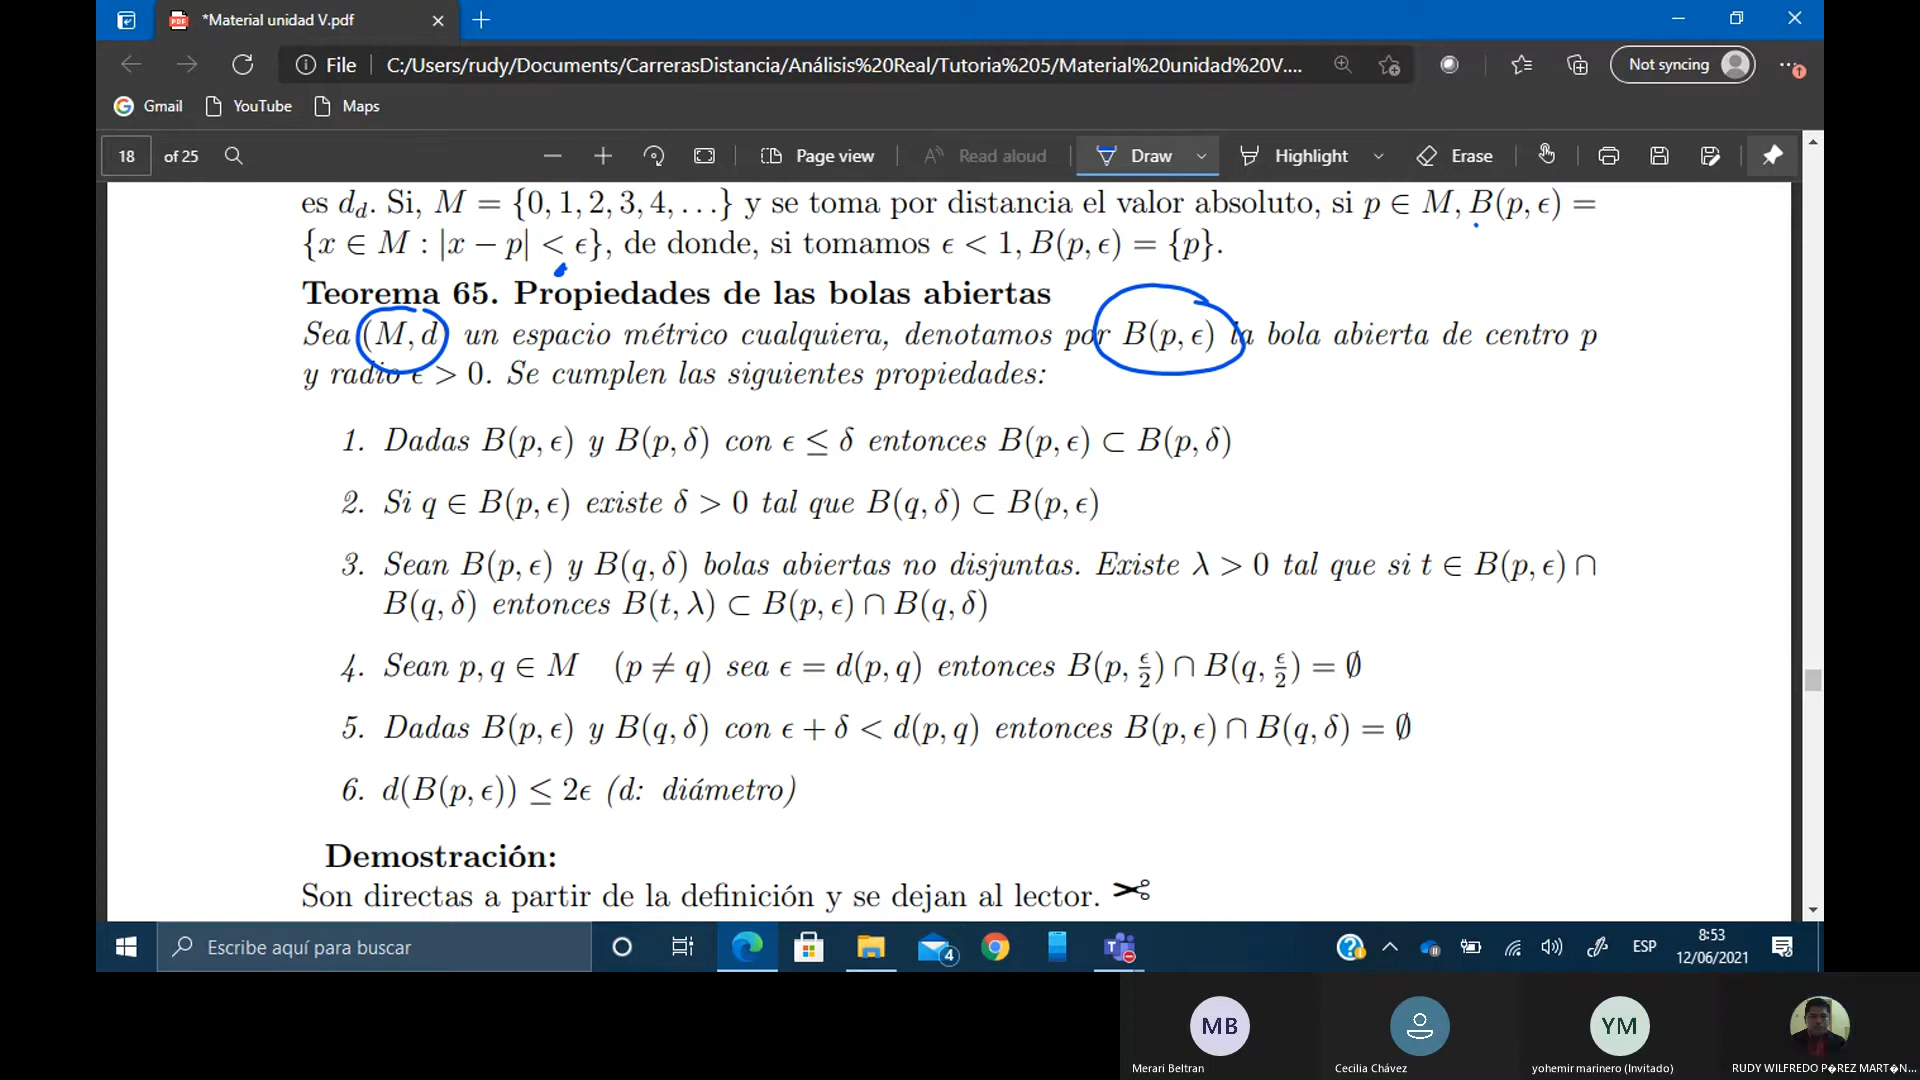 *Material unidad V.pdf
File C:/Users/rudy/Documents/CarrerasDistancia/Análisis%20Real/Tutoria%205/Material%20unidad%20V.... Not syncing
Gmail YouTube Maps
18 of 25 Page view Read aloud Draw Highlight Erase
es d_d. Si, M = {0, 1, 2, 3, 4, . . .} y se toma por distancia el valor absoluto, si p ∈ M, B(p, ϵ) =
{x ∈ M : |x − p| < ϵ}, de donde, si tomamos ϵ < 1, B(p, ϵ) = {p}.
Teorema 65. Propiedades de las bolas abiertas
Sea (M, d) un espacio métrico cualquiera, denotamos por B(p, ϵ) la bola abierta de centro p
y radio ϵ > 0. Se cumplen las siguientes propiedades:
1. Dadas B(p, ϵ) y B(p, δ) con ϵ ≤ δ entonces B(p, ϵ) ⊂ B(p, δ)
2. Si q ∈ B(p, ϵ) existe δ > 0 tal que B(q, δ) ⊂ B(p, ϵ)
3. Sean B(p, ϵ) y B(q, δ) bolas abiertas no disjuntas. Existe λ > 0 tal que si t ∈ B(p, ϵ) ∩
B(q, δ) entonces B(t, λ) ⊂ B(p, ϵ) ∩ B(q, δ)
4. Sean p, q ∈ M (p ≠ q) sea ϵ = d(p, q) entonces B(p, ϵ/2) ∩ B(q, ϵ/2) = ∅
5. Dadas B(p, ϵ) y B(q, δ) con ϵ + δ < d(p, q) entonces B(p, ϵ) ∩ B(q, δ) = ∅
6. d(B(p, ϵ)) ≤ 2ϵ (d: diámetro)
Demostración:
Son directas a partir de la definición y se dejan al lector.
Escribe aquí para buscar 4 ESP 8:53
12/06/2021
MB YM
Merari Beltran Cecilia Chávez yohemir marinero (Invitado) RUDY WILFREDO P�REZ MART�N...